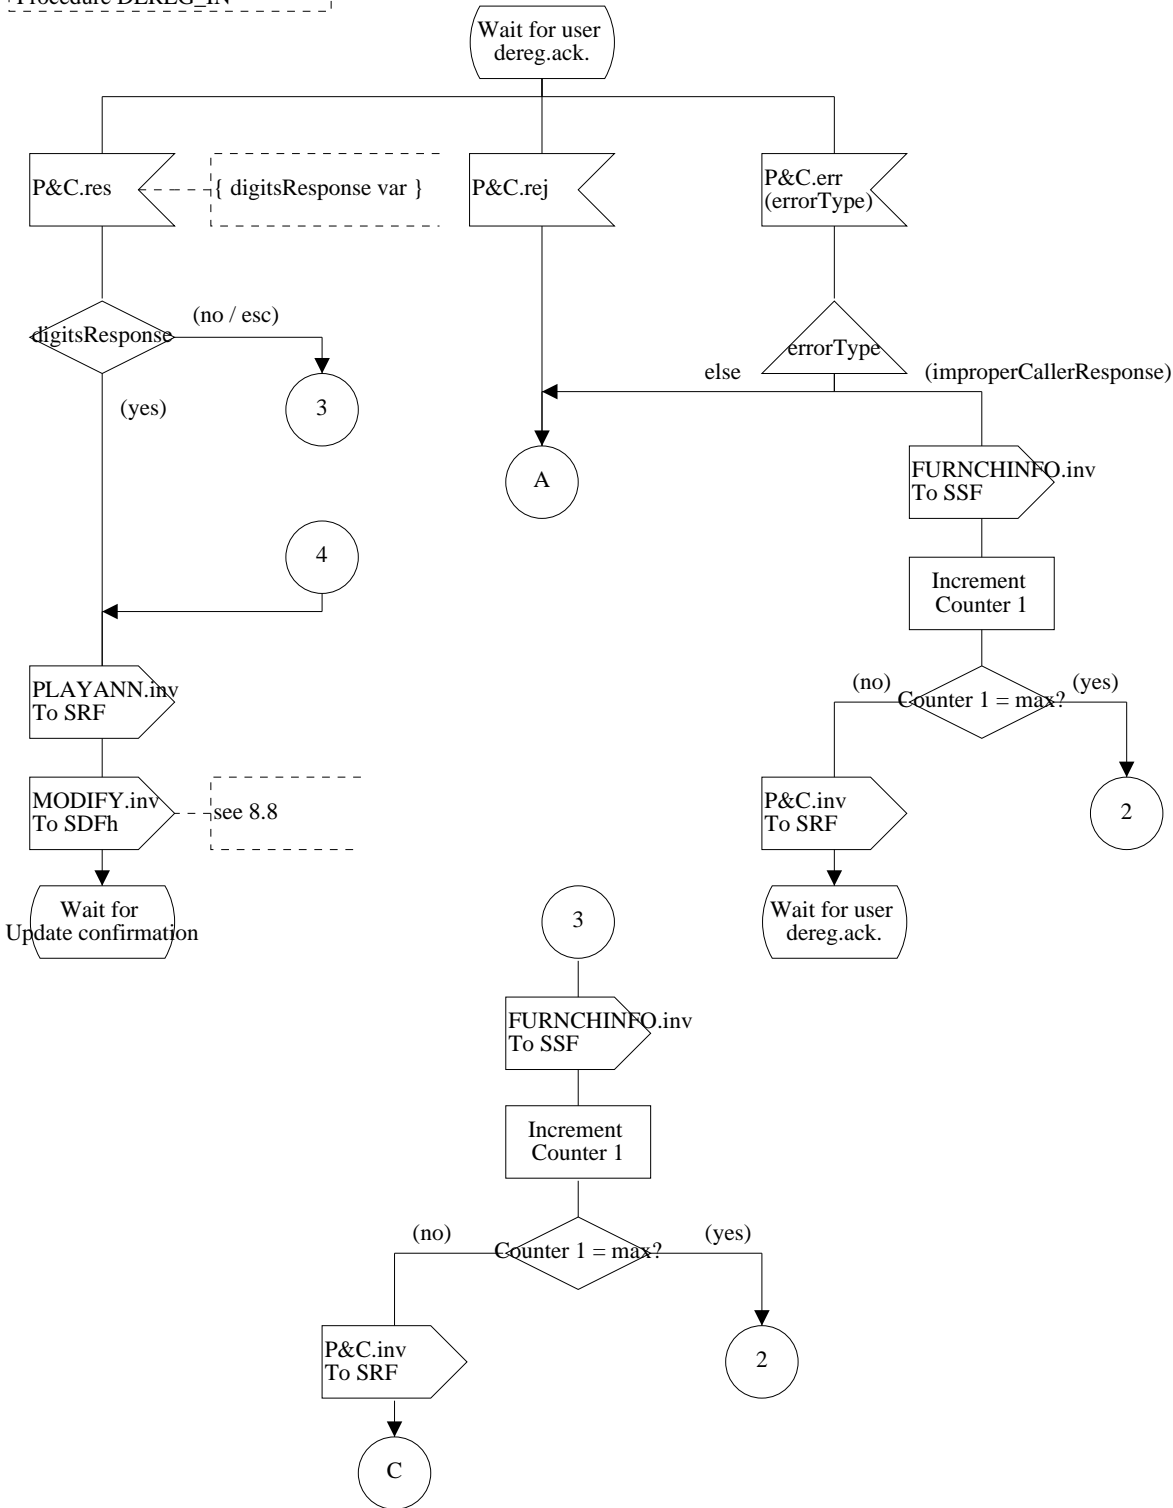 Procedure DEREG_IN
Wait for user
dereg.ack.
P&C.res
{ digitsResponse var }
P&C.rej
P&C.err
(errorType)
digitsResponse
(no / esc)
errorType
else
(improperCallerResponse)
(yes)
3
A
FURNCHINFO.inv
To SSF
4
Increment
Counter 1
PLAYANN.inv
To SRF
(no)
Counter 1 = max?
(yes)
MODIFY.inv
To SDFh
see 8.8
P&C.inv
To SRF
2
Wait for
Update confirmation
3
Wait for user
dereg.ack.
FURNCHINFO.inv
To SSF
Increment
Counter 1
(no)
Counter 1 = max?
(yes)
P&C.inv
To SRF
2
C